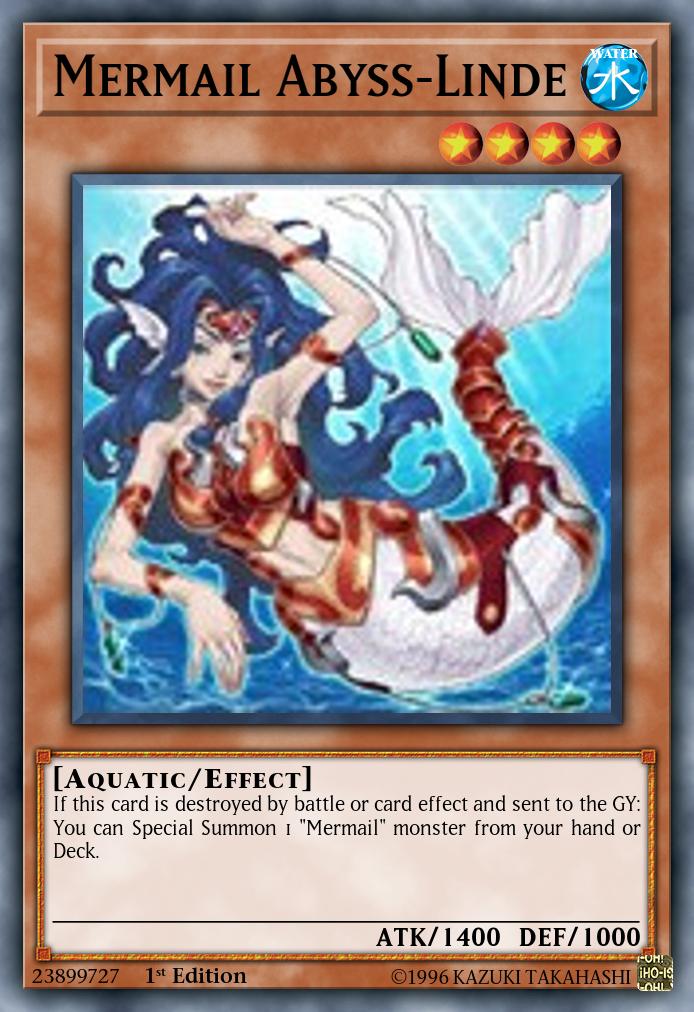 Mermail Abyss-Linde
WATER
水
[Aquatic/Effect]
If this card is destroyed by battle or card effect and sent to the GY:
You can Special Summon 1 "Mermail" monster from your hand or
Deck.
ATK/1400 DEF/1000
23899727 1st Edition ©1996 KAZUKI TAKAHASHI